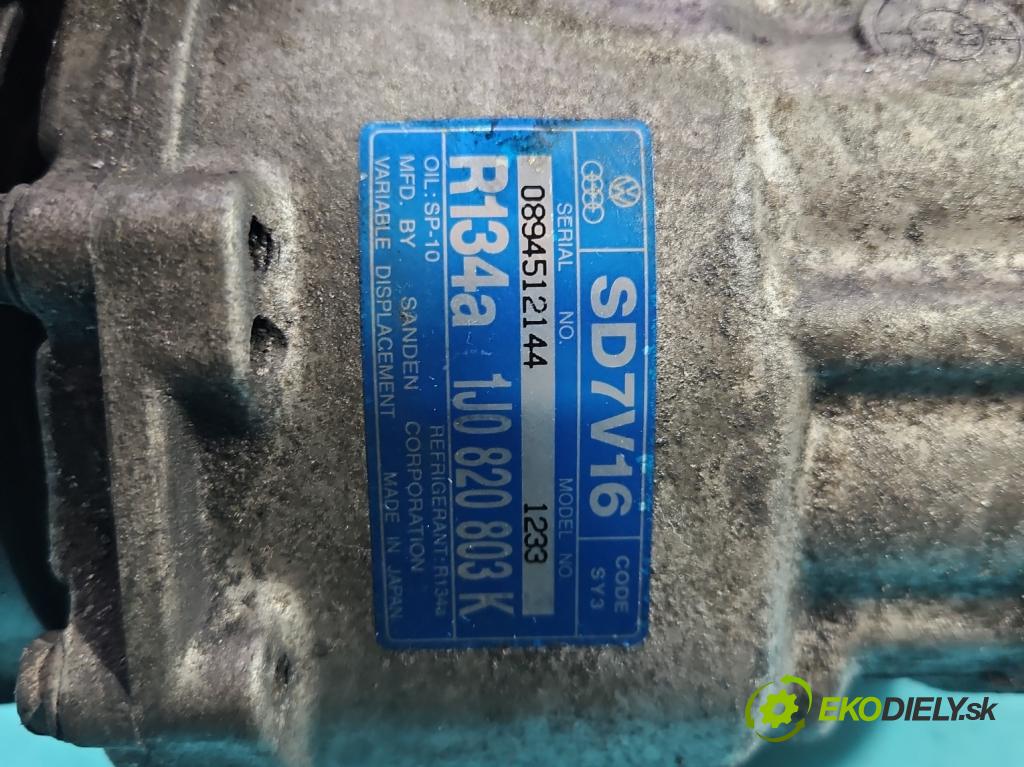 SD7V16
CODE
SY3
SERIAL NO.
MODEL NO.
0894512144
1233
R134a 1J0 820 803 K
OIL: SP-10
REFRIGERANT: R134a
MFD. BY SANDEN CORPORATION
VARIABLE DISPLACEMENT MADE IN JAPAN
EKODIELY.sk